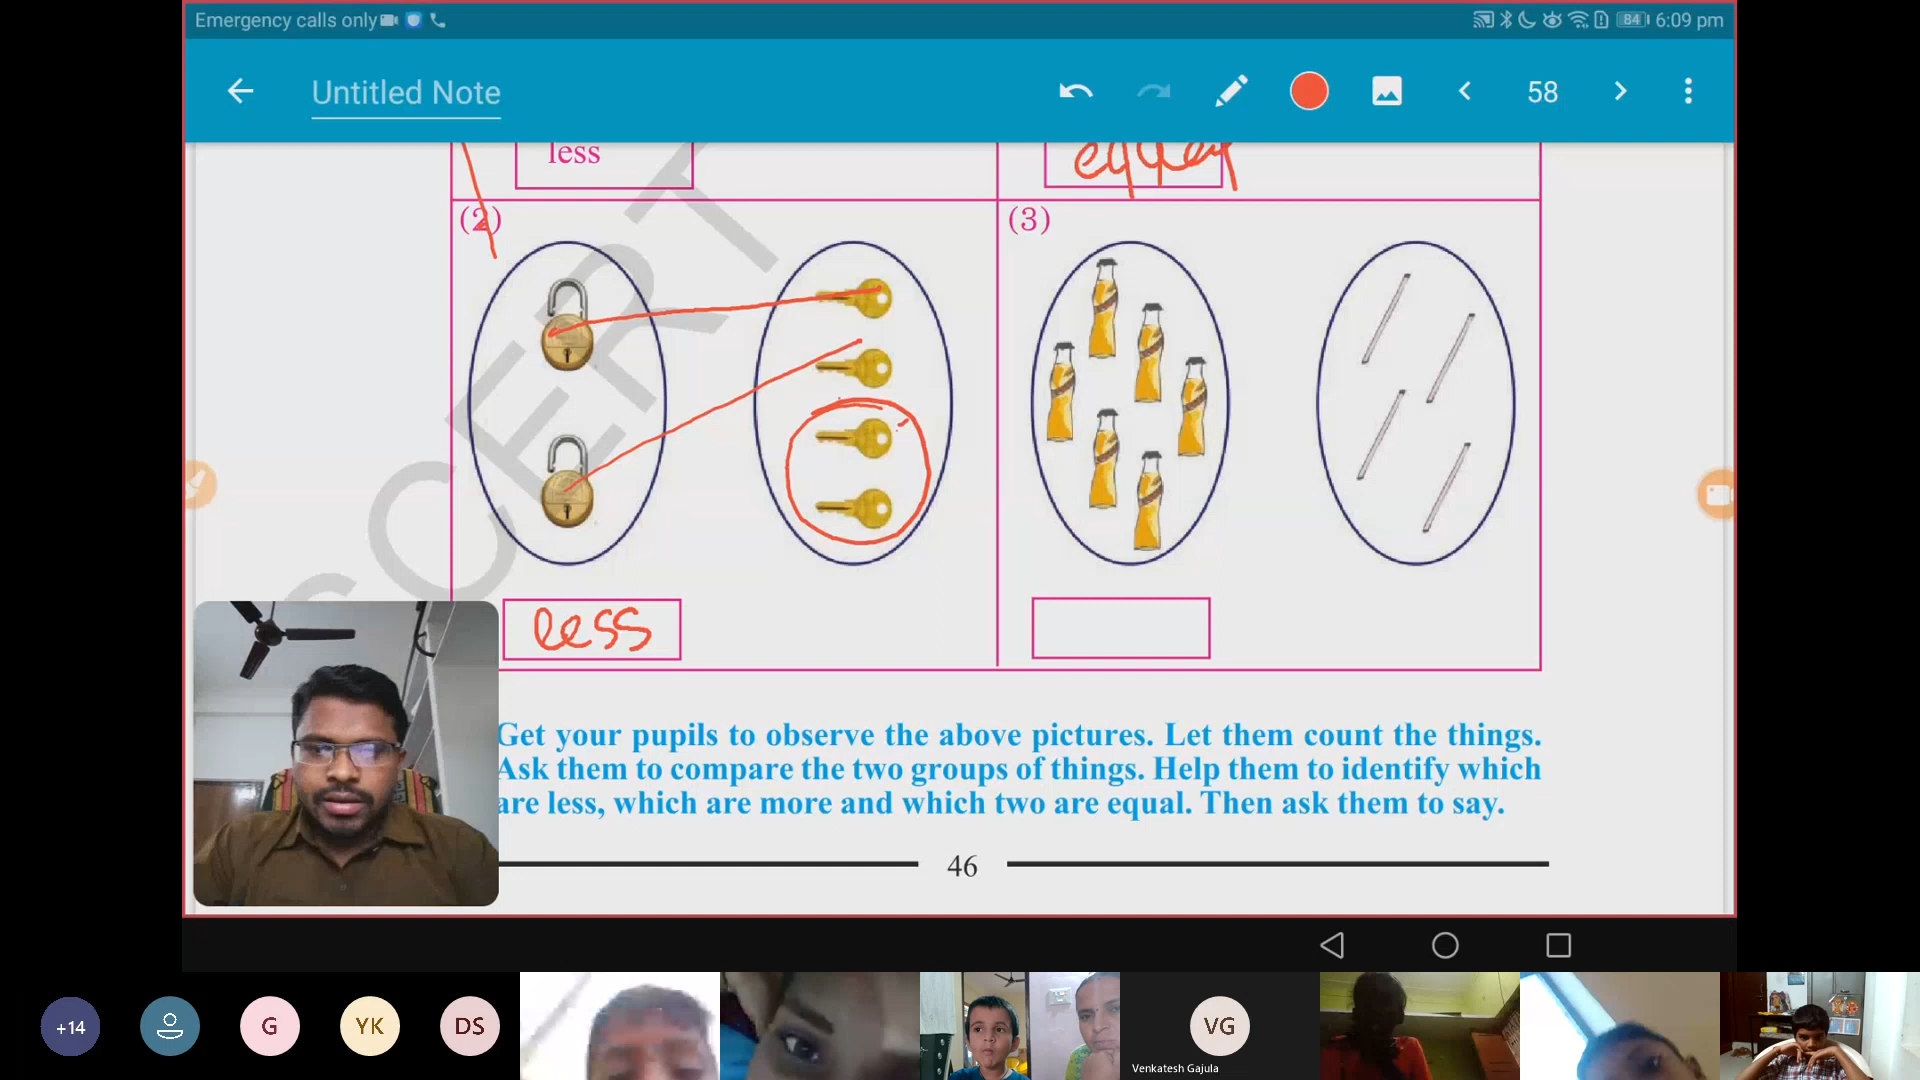 Emergency calls only 84 6:09 pm
Untitled Note 58
less equal
(2) (3)
SCERT
less
Get your pupils to observe the above pictures. Let them count the things.
Ask them to compare the two groups of things. Help them to identify which
are less, which are more and which two are equal. Then ask them to say.
46
+14 G YK DS VG
Venkatesh Gajula